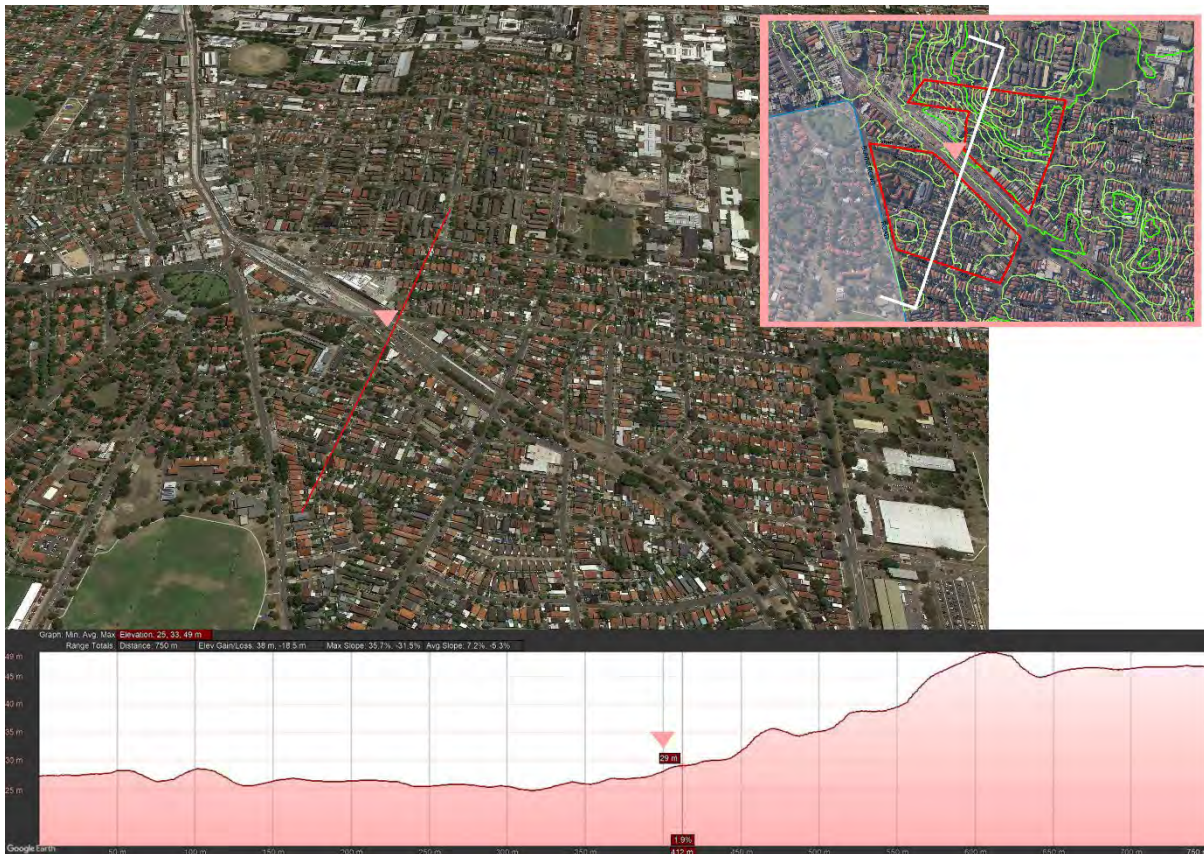 Graph: Min, Avg, Max Elevation: 25, 33, 49 m
Range Totals: Distance: 750 m Elev Gain/Loss: 38 m, -18.5 m Max Slope: 35.7%, -31.5% Avg Slope: 7.2%, -5.3%
49 m
45 m
40 m
35 m
30 m
29 m
25 m
1.9%
Google Earth
50 m 100 m 150 m 200 m 250 m 300 m 350 m 412 m 450 m 500 m 550 m 600 m 650 m 700 m 750